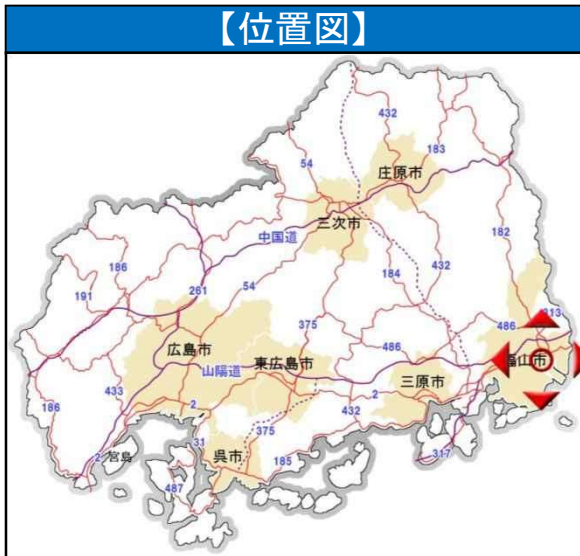 【位置図】
432
183
54
庄原市
三次市
中国道
182
186
184
432
191
261
54
375
486
486
313
広島市
山陽道
東広島市
三原市
福山市
186
433
2
2
432
宮島
2
31
呉市
375
185
317
487